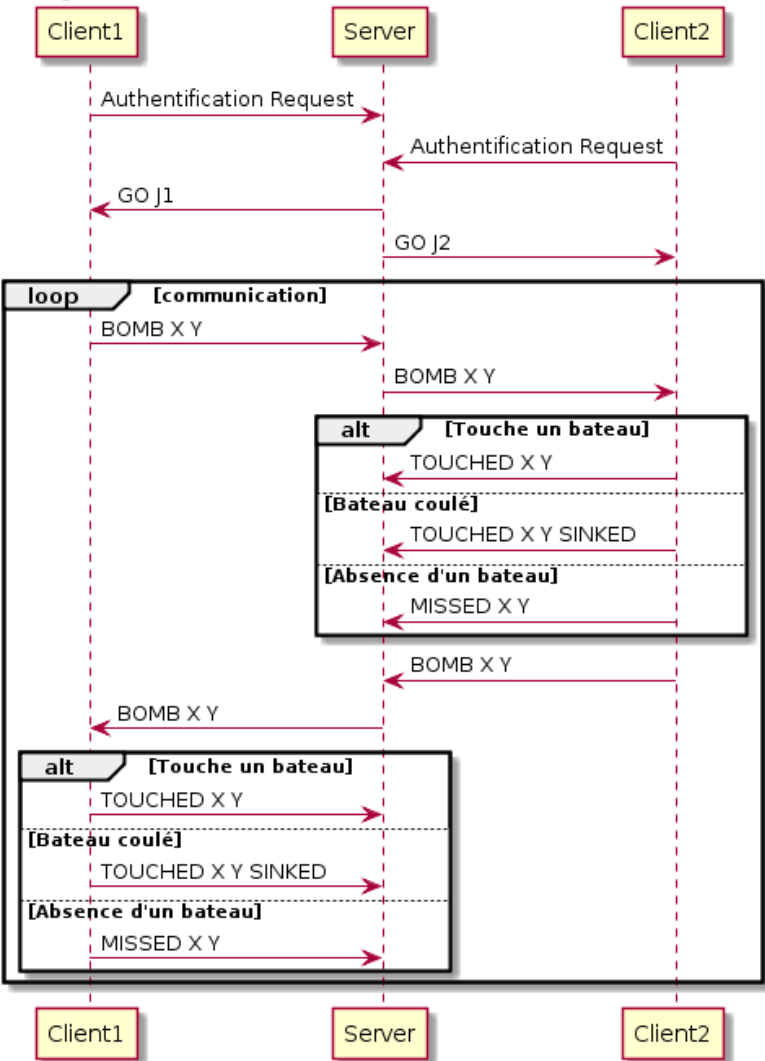 Client1 Server Client2
Authentification Request
Authentification Request
GO J1
GO J2
loop [communication]
BOMB X Y
BOMB X Y
alt [Touche un bateau]
TOUCHED X Y
[Bateau coulé]
TOUCHED X Y SINKED
[Absence d'un bateau]
MISSED X Y
BOMB X Y
BOMB X Y
alt [Touche un bateau]
TOUCHED X Y
[Bateau coulé]
TOUCHED X Y SINKED
[Absence d'un bateau]
MISSED X Y
Client1 Server Client2